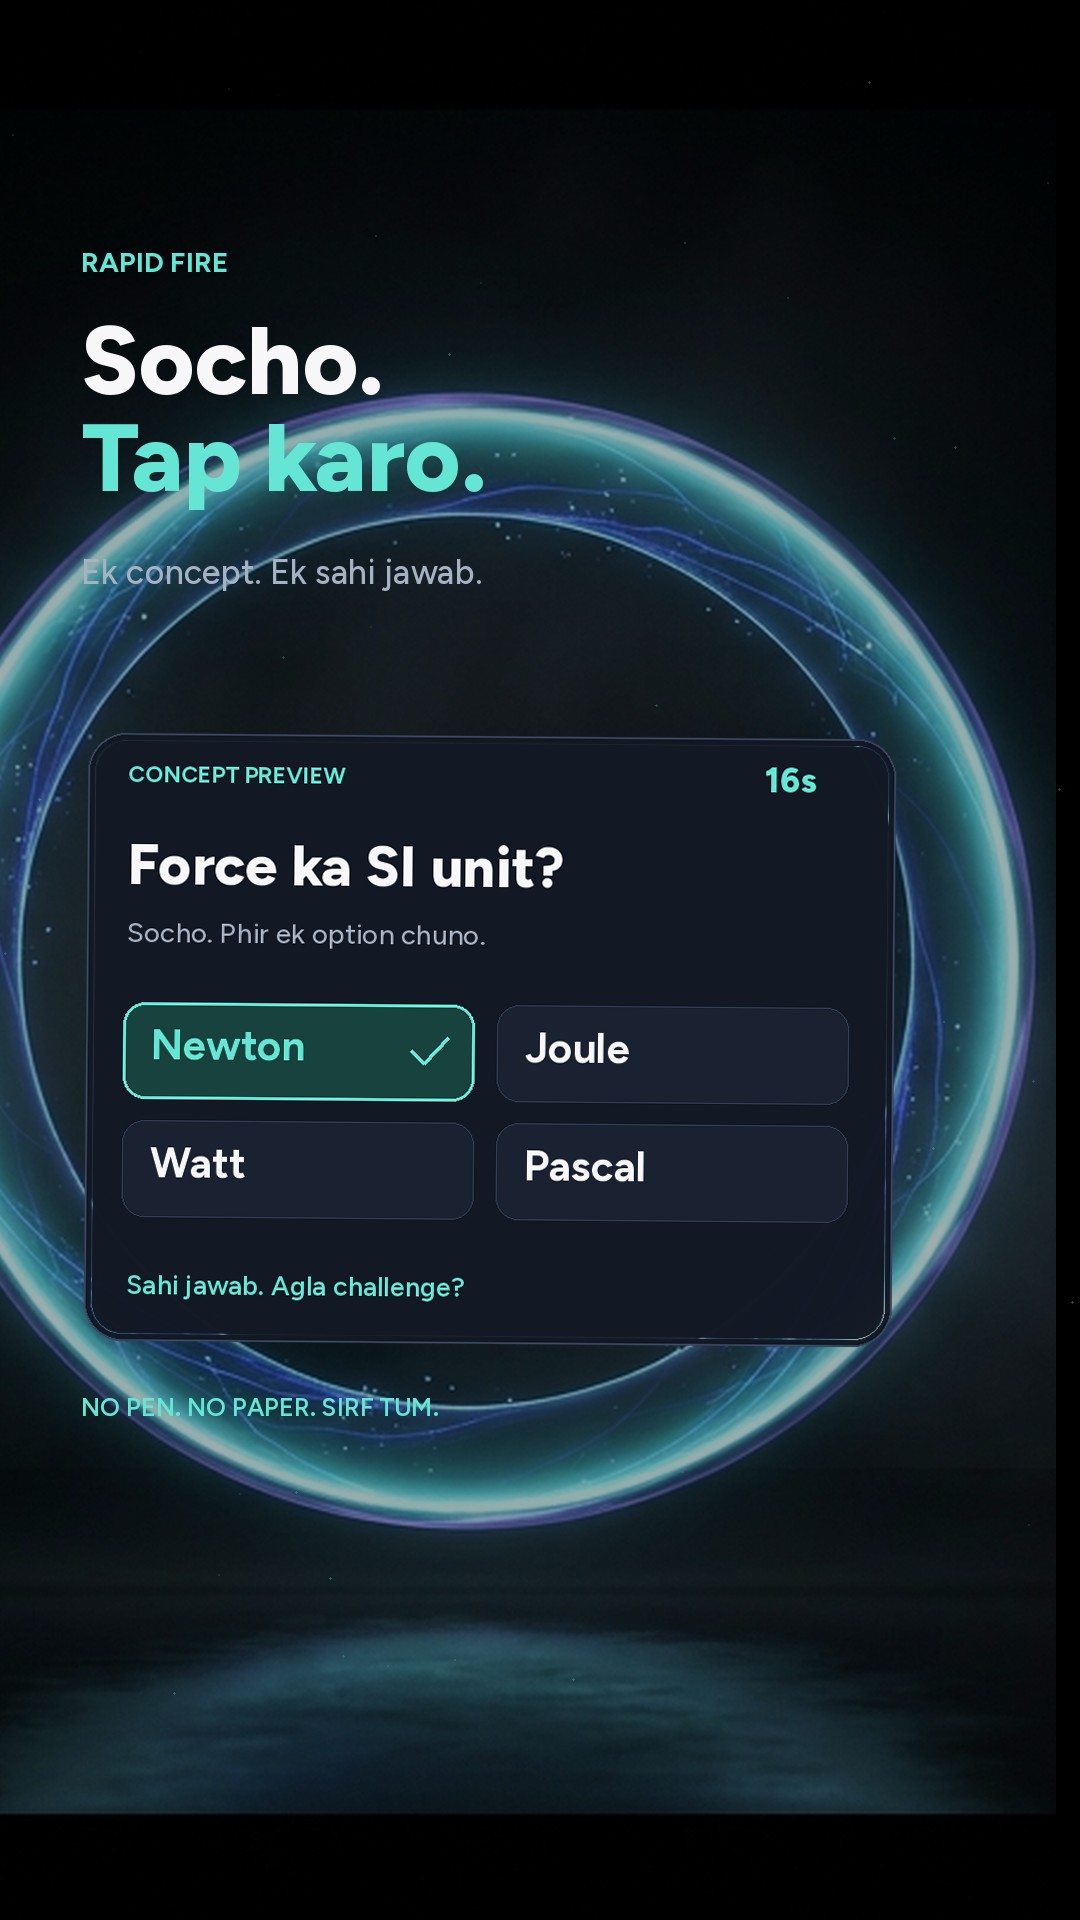 RAPID FIRE
Socho.
Tap karo.
Ek concept. Ek sahi jawab.
CONCEPT PREVIEW
16s
Force ka SI unit?
Socho. Phir ek option chuno.
Newton
Joule
Watt
Pascal
Sahi jawab. Agla challenge?
NO PEN. NO PAPER. SIRF TUM.